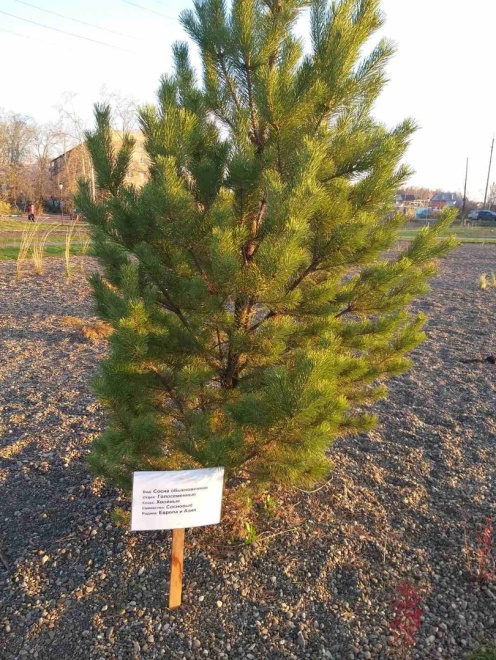 Вид: Сосна обыкновенная
Отдел: Голосеменные
Класс: Хвойные
Семейство: Сосновые
Родина: Европа и Азия